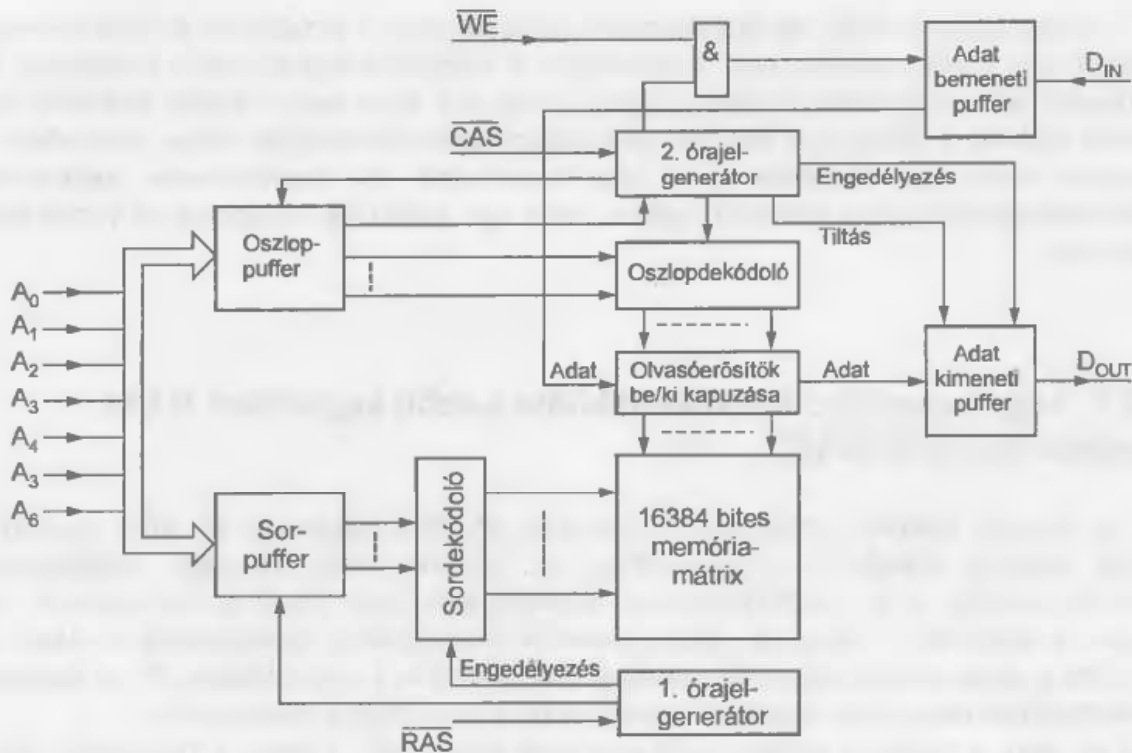 WE
&
Adat
bemeneti
puffer
D_IN
CAS
2. órajel-
generátor
Engedélyezés
Tiltás
Oszlop-
puffer
Oszlopdekódoló
A0
A1
A2
A3
A4
A3
A6
Adat
Olvasóerősítők
be/ki kapuzása
Adat
Adat
kimeneti
puffer
D_OUT
Sor-
puffer
Sordekódoló
16384 bites
memória-
mátrix
Engedélyezés
1. órajel-
generátor
RAS